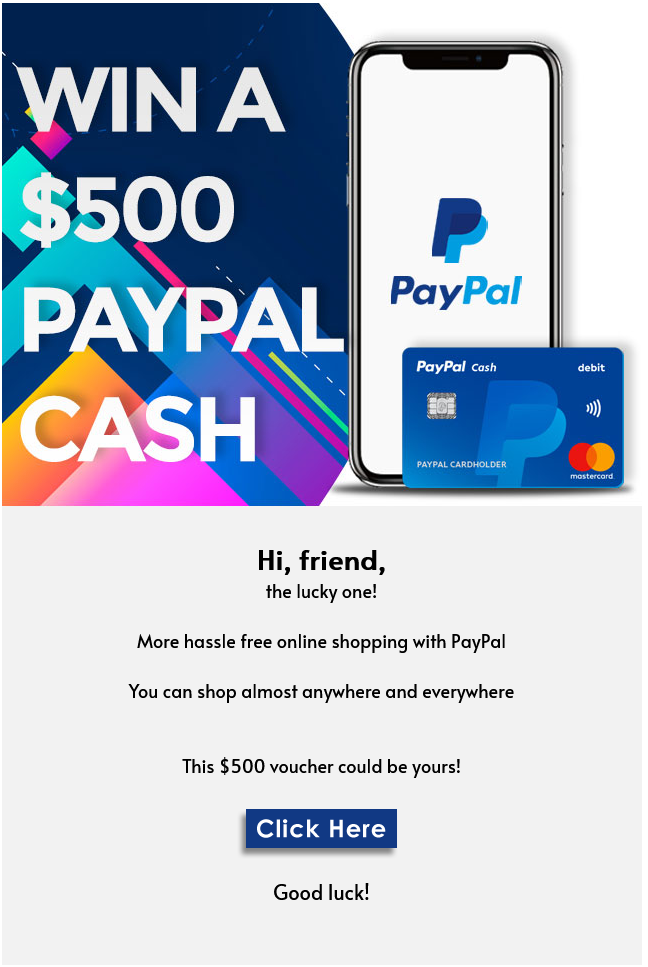 WIN A
$500
PAYPAL
CASH
PayPal
PayPal Cash
debit
PAYPAL CARDHOLDER
mastercard.
Hi, friend,
the lucky one!
More hassle free online shopping with PayPal
You can shop almost anywhere and everywhere
This $500 voucher could be yours!
Click Here
Good luck!